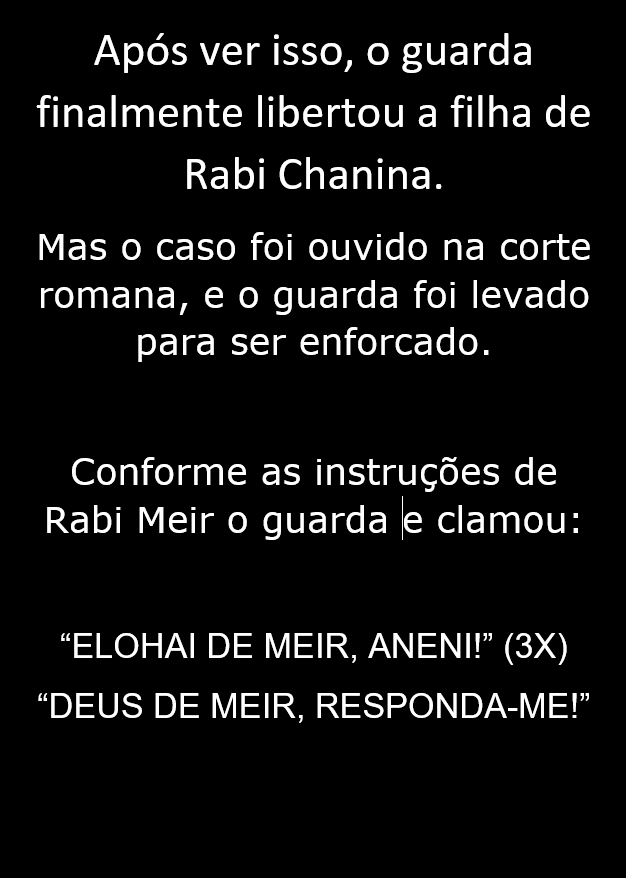 Após ver isso, o guarda
finalmente libertou a filha de
Rabi Chanina.
Mas o caso foi ouvido na corte
romana, e o guarda foi levado
para ser enforcado.
Conforme as instruções de
Rabi Meir o guarda e clamou:
“ELOHAI DE MEIR, ANENI!” (3X)
“DEUS DE MEIR, RESPONDA-ME!”